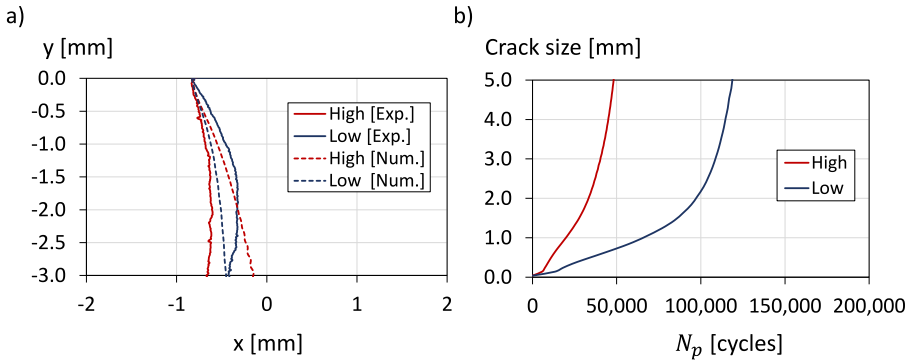 a)
y [mm]
0.0
-0.5
-1.0
-1.5
-2.0
-2.5
-3.0
-2
-1
0
1
2
x [mm]
High [Exp.]
Low [Exp.]
High [Num.]
Low [Num.]
b)
Crack size [mm]
5.0
4.0
3.0
2.0
1.0
0.0
0
50,000
100,000
150,000
200,000
Np [cycles]
High
Low